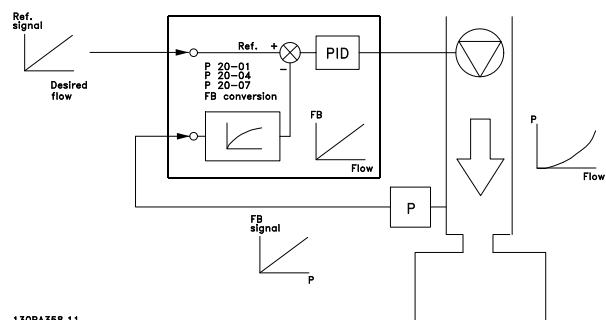 Ref.
signal
Desired
flow
Ref.
+
-
PID
P 20-01
P 20-04
P 20-07
FB conversion
FB
Flow
P
Flow
P
FB
signal
P
130BA358.11